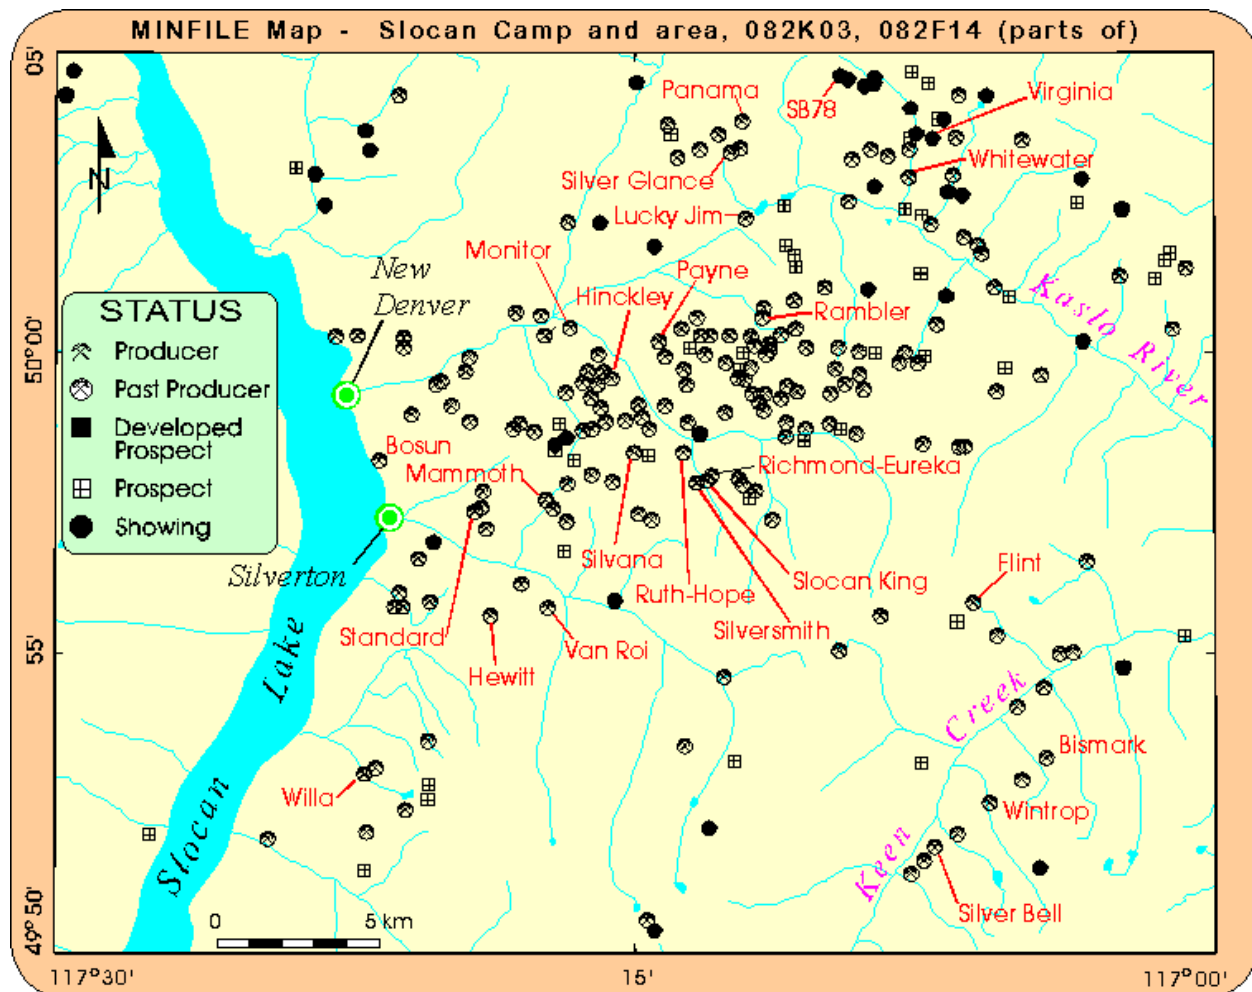 MINFILE Map - Slocan Camp and area, 082K03, 082F14 (parts of)
05'
Panama
SB78
Virginia
Whitewater
N
Silver Glance
Lucky Jim
Monitor
New
Denver
Payne
Hinckley
Rambler
Kaslo River
STATUS
Producer
Past Producer
Developed
Prospect
Prospect
Showing
50° 00'
Bosun
Mammoth
Richmond-Eureka
Silverton
Silvana
Ruth-Hope
Slocan King
Silversmith
Flint
Standard
Van Roi
Hewitt
55'
Slocan Lake
Keen Creek
Bismark
Willa
Wintrop
Silver Bell
0 5 km
49° 50'
117° 30' 15' 117° 00'